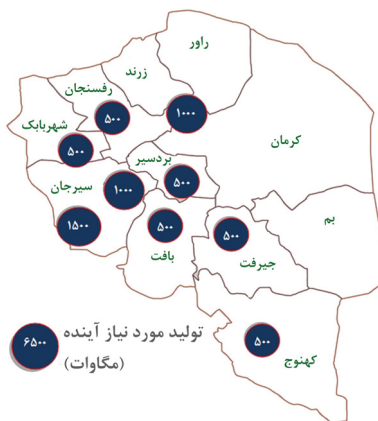 راور
زرند
رفسنجان
۵۰۰
۱۰۰۰
شهربابک
کرمان
۵۰۰
بردسیر
سیرجان
۱۰۰۰
۵۰۰
بم
۱۵۰۰
۵۰۰
۵۰۰
بافت
جیرفت
۶۵۰۰
تولید مورد نیاز آینده
(مگاوات)
۵۰۰
کهنوج